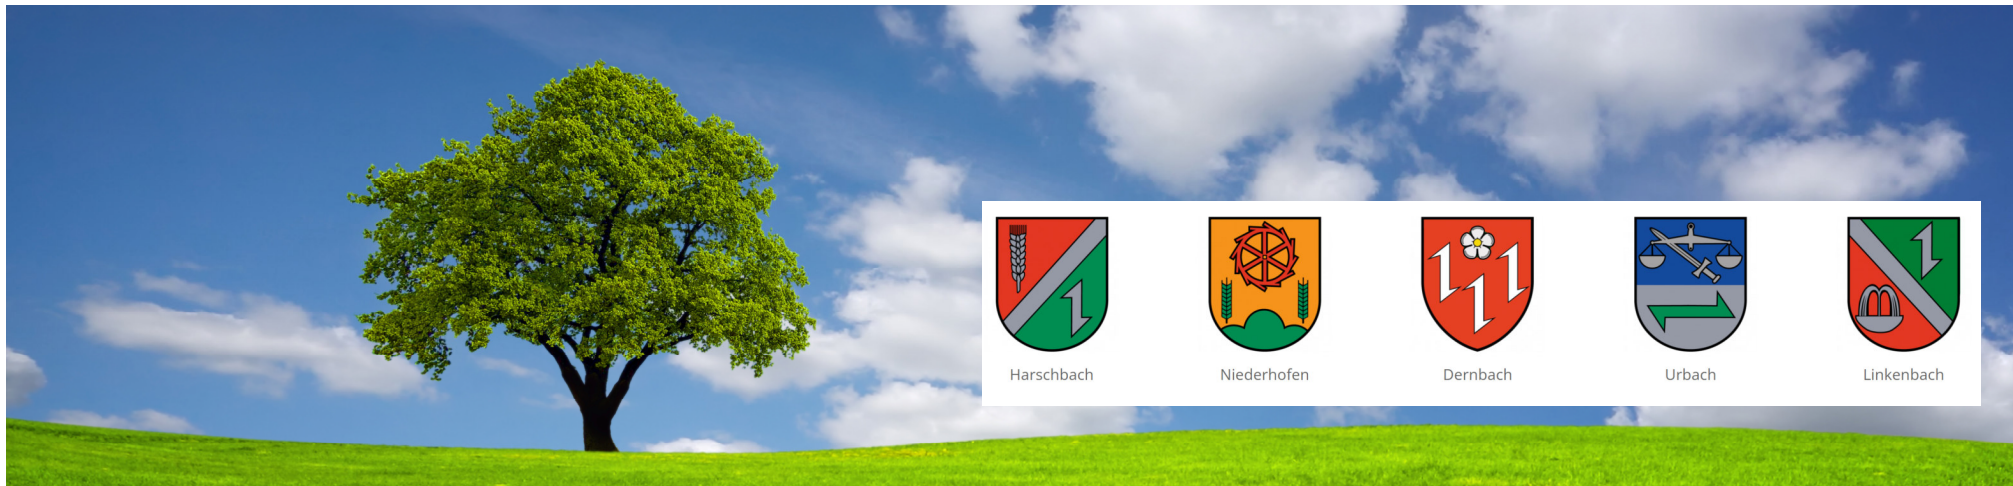 Harschbach
Niederhofen
Dernbach
Urbach
Linkenbach